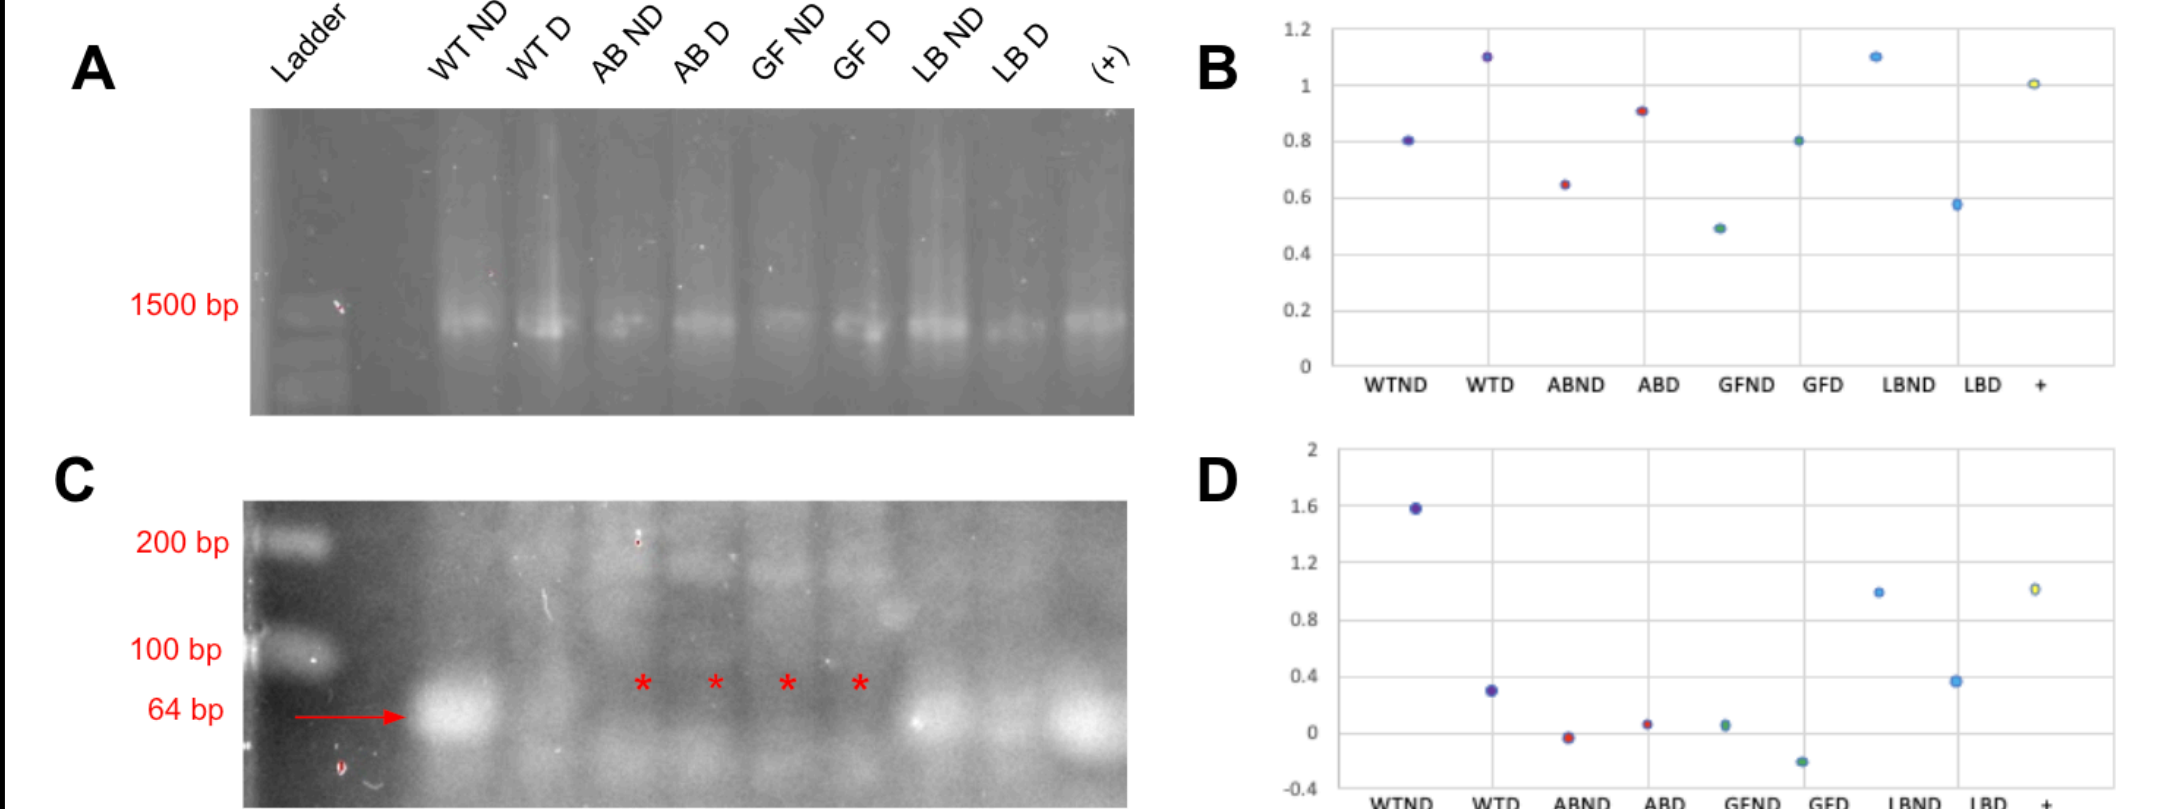 A
Ladder
WT ND
WT D
AB ND
AB D
GF ND
GF D
LB ND
LB D
(+)
1500 bp
B
1.2
1
0.8
0.6
0.4
0.2
0
WTND WTD ABND ABD GFND GFD LBND LBD +
C
200 bp
100 bp
64 bp
* * * *
D
2
1.6
1.2
0.8
0.4
0
-0.4
WTND WTD ABND ABD GFND GFD LBND LBD +